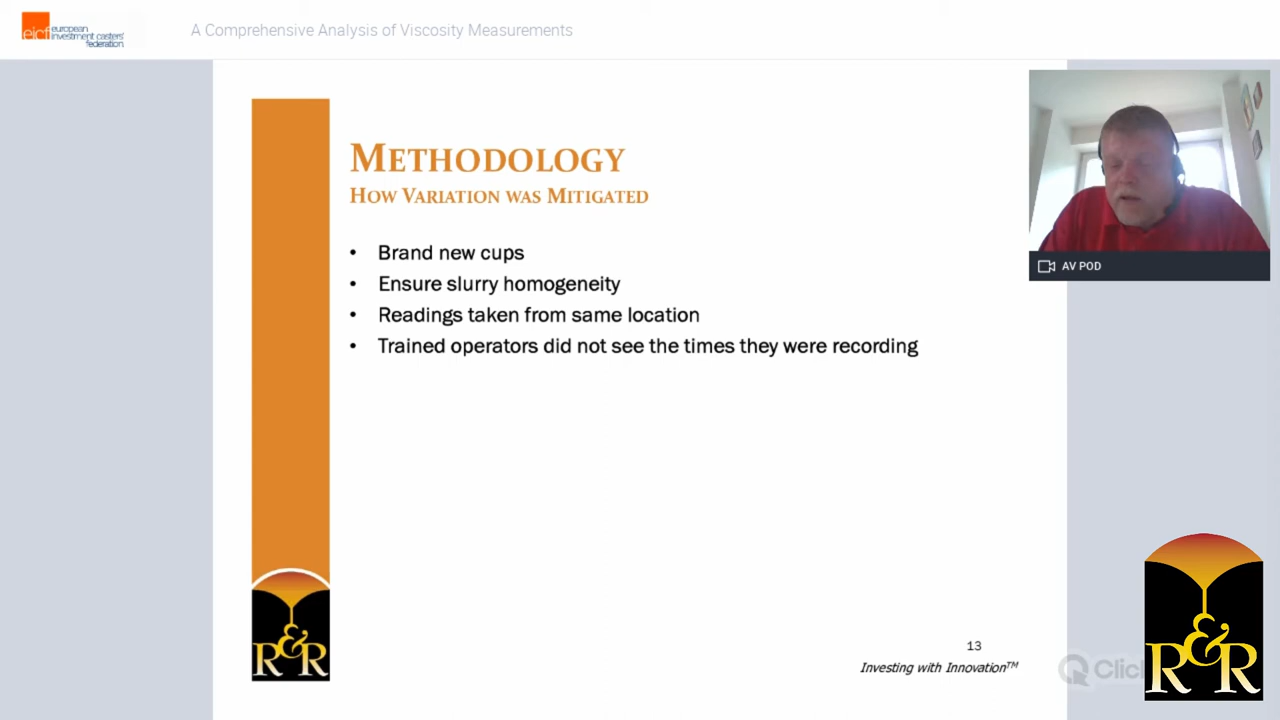 eicf european
investment casters'
federation.
A Comprehensive Analysis of Viscosity Measurements
METHODOLOGY
HOW VARIATION WAS MITIGATED
• Brand new cups
• Ensure slurry homogeneity
• Readings taken from same location
• Trained operators did not see the times they were recording
AV POD
R&R
13
Investing with Innovation™
Click
R&R